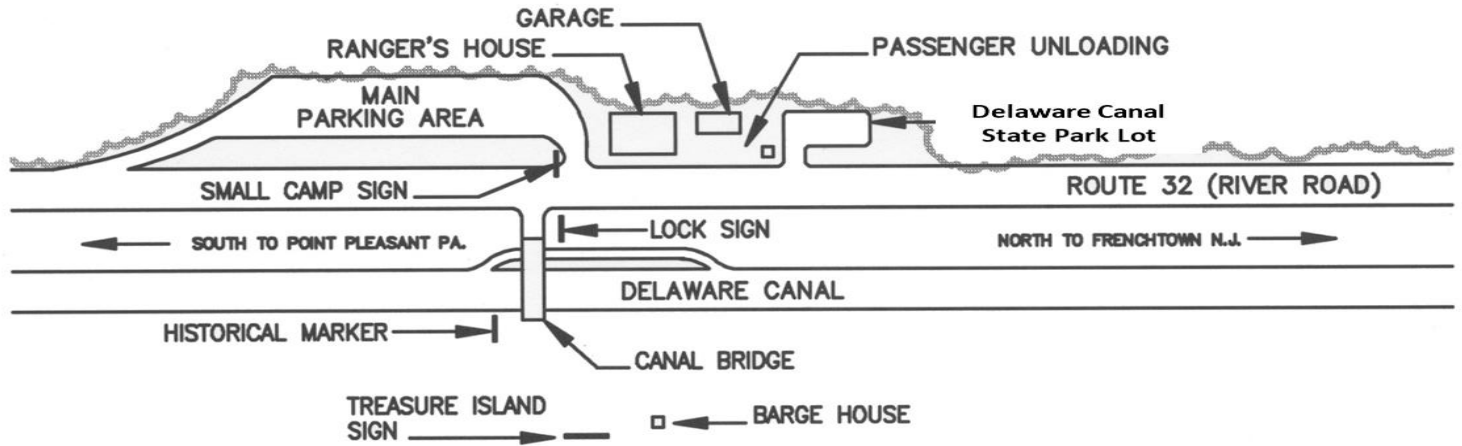 GARAGE
RANGER'S HOUSE
PASSENGER UNLOADING
MAIN
PARKING AREA
Delaware Canal
State Park Lot
SMALL CAMP SIGN
ROUTE 32 (RIVER ROAD)
SOUTH TO POINT PLEASANT PA.
LOCK SIGN
NORTH TO FRENCHTOWN N.J.
DELAWARE CANAL
HISTORICAL MARKER
CANAL BRIDGE
TREASURE ISLAND
SIGN
BARGE HOUSE